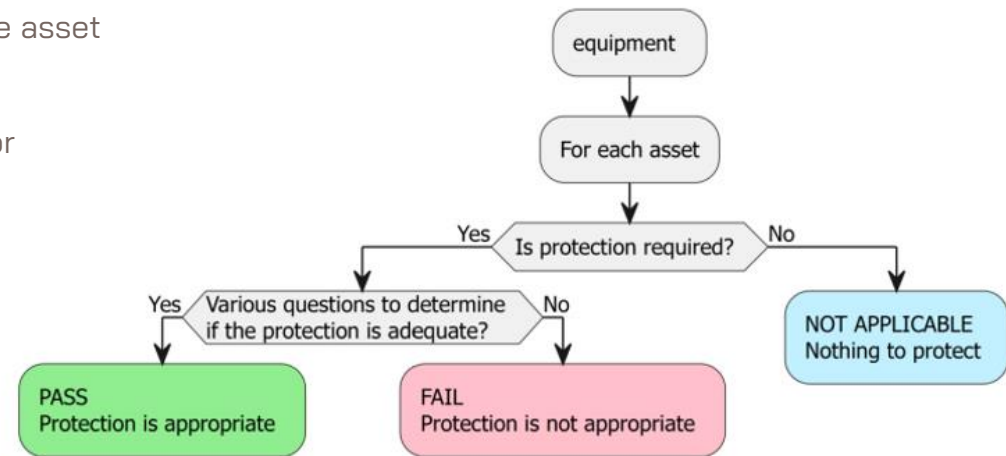 e asset
or
equipment
For each asset
Yes
Is protection required?
No
Yes
Various questions to determine
if the protection is adequate?
No
NOT APPLICABLE
Nothing to protect
PASS
Protection is appropriate
FAIL
Protection is not appropriate